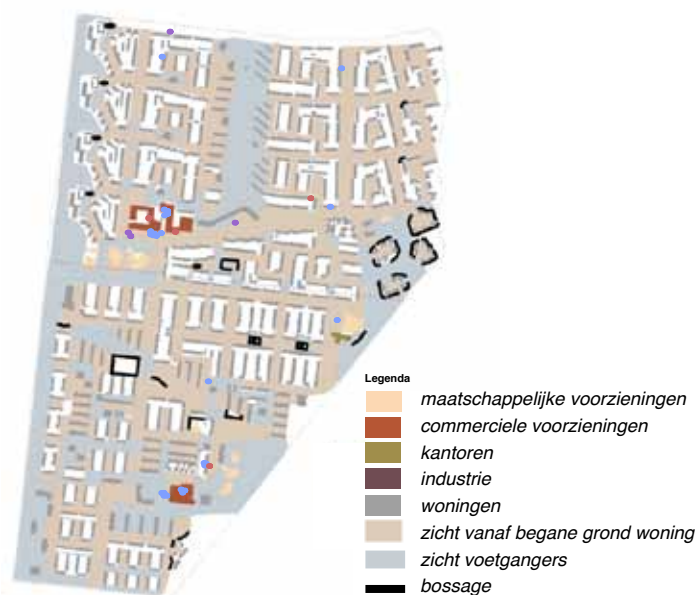 Legenda
maatschappelijke voorzieningen
commerciele voorzieningen
kantoren
industrie
woningen
zicht vanaf begane grond woning
zicht voetgangers
bossage